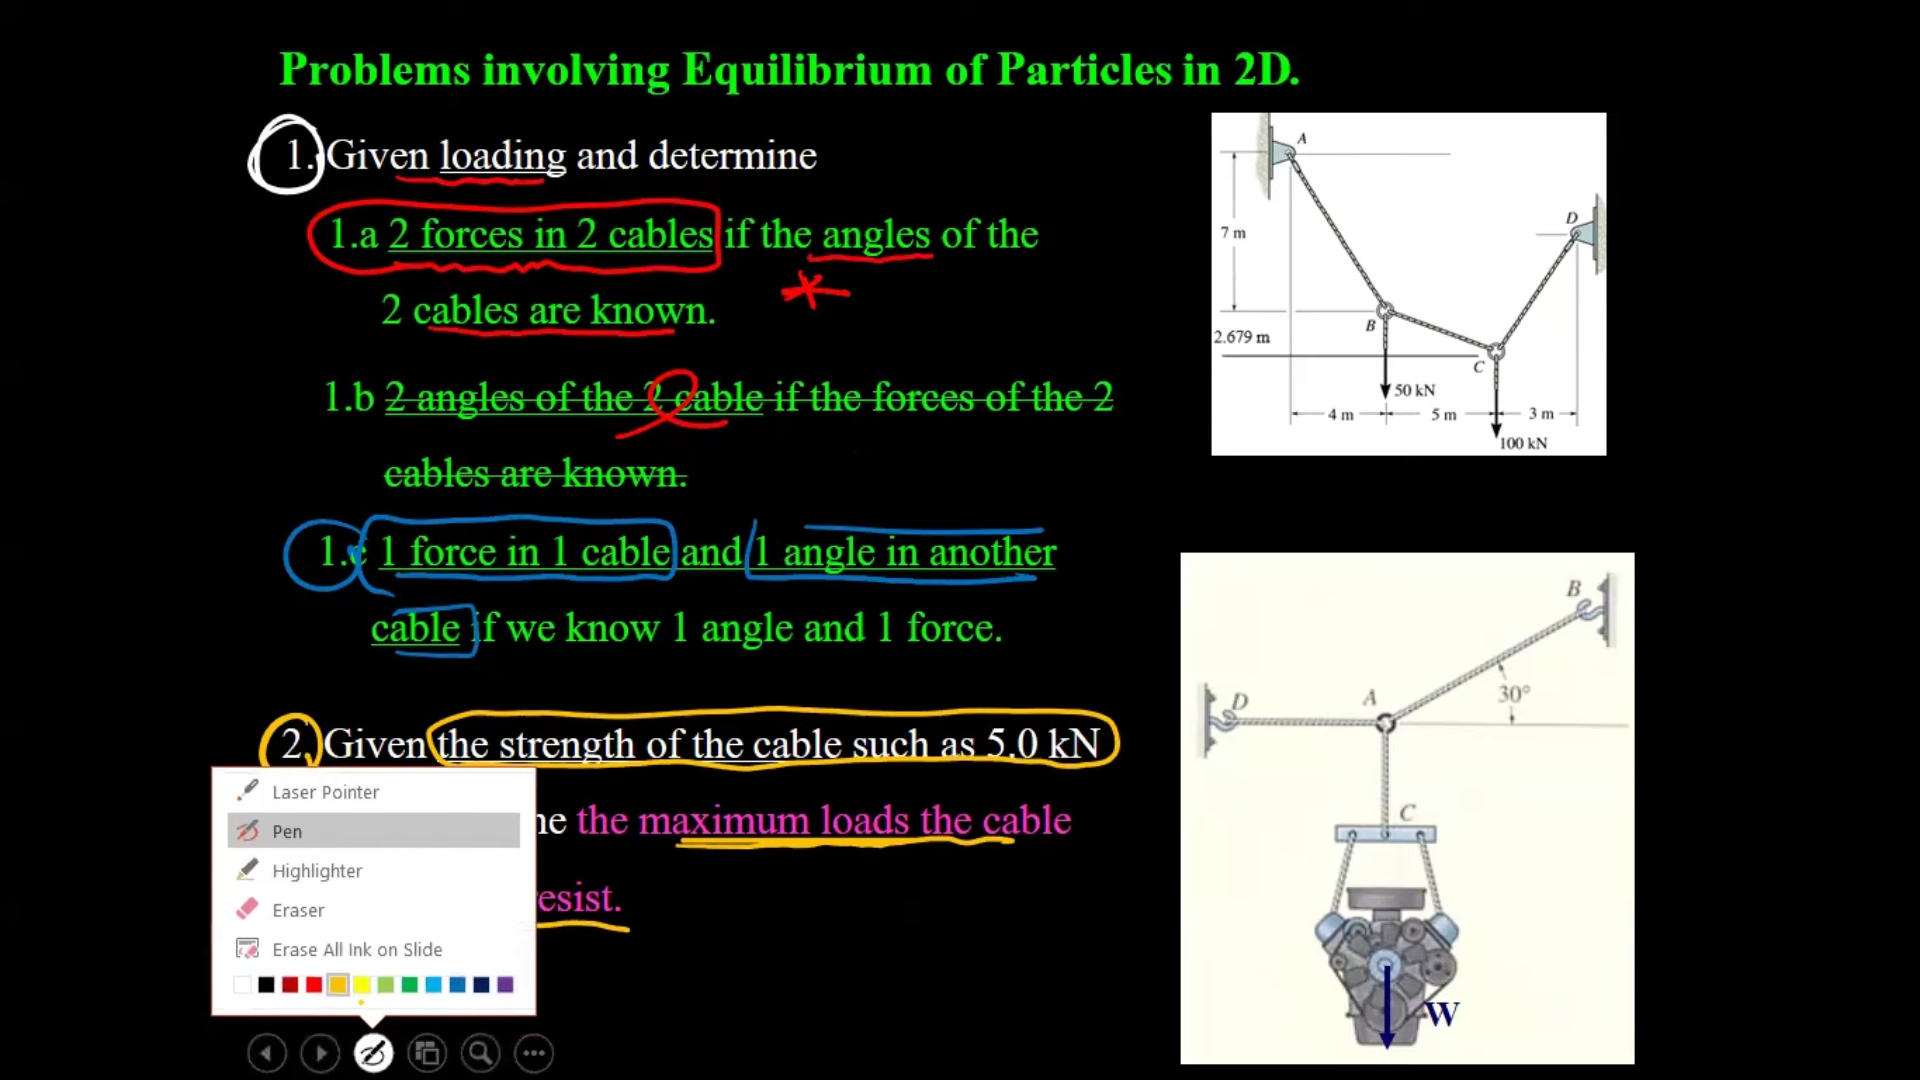 Problems involving Equilibrium of Particles in 2D.
1. Given loading and determine
1.a 2 forces in 2 cables if the angles of the
2 cables are known.
1.b 2 angles of the 2 cable if the forces of the 2
cables are known.
1.c 1 force in 1 cable and 1 angle in another
cable if we know 1 angle and 1 force.
2. Given the strength of the cable such as 5.0 kN
the maximum loads the cable
Laser Pointer
Pen
Highlighter
Eraser
Erase All Ink on Slide
A
D
7 m
B
2.679 m
C
50 kN
4 m
5 m
3 m
100 kN
B
30°
D
A
C
W